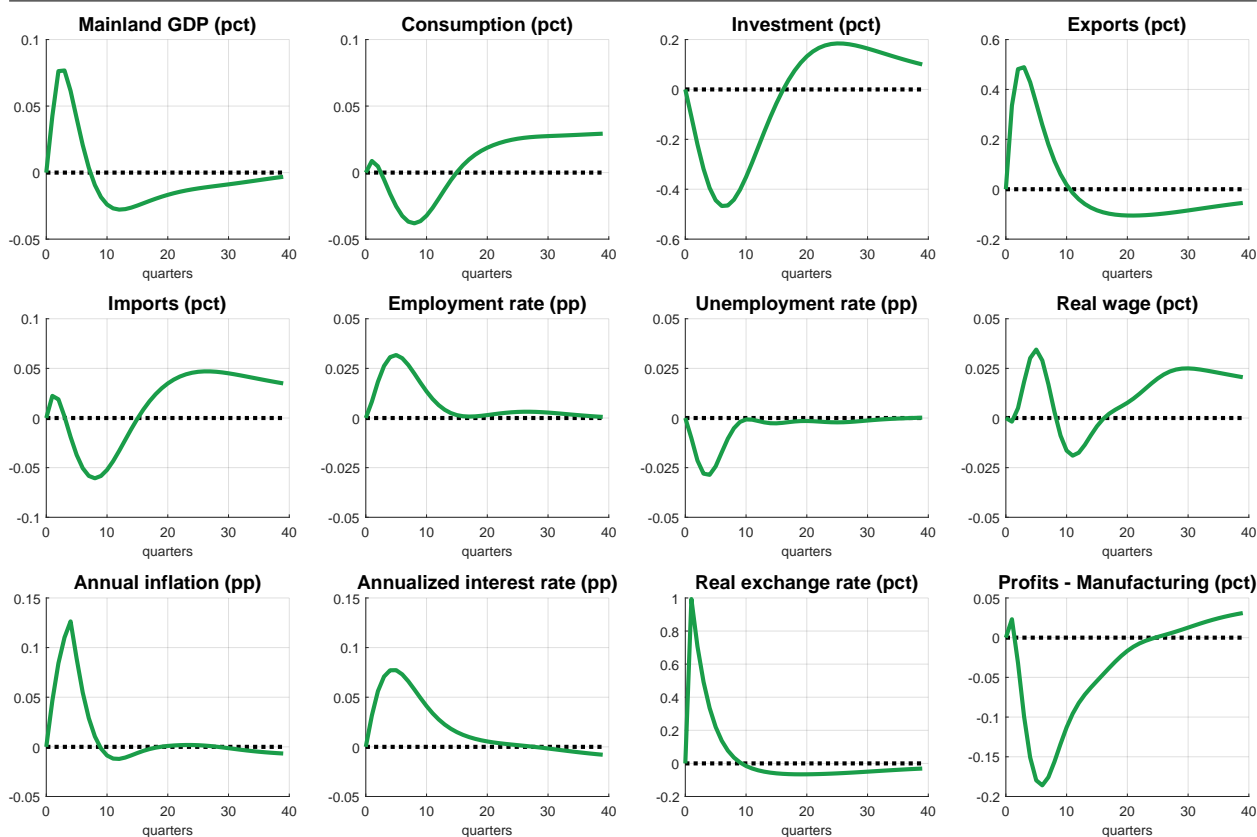 Mainland GDP (pct)
0.1
0.05
0
-0.05
0 10 20 30 40
quarters
Consumption (pct)
0.1
0.05
0
-0.05
0 10 20 30 40
quarters
Investment (pct)
0.2
0
-0.2
-0.4
-0.6
0 10 20 30 40
quarters
Exports (pct)
0.6
0.4
0.2
0
-0.2
0 10 20 30 40
quarters
Imports (pct)
0.1
0.05
0
-0.05
-0.1
0 10 20 30 40
quarters
Employment rate (pp)
0.05
0.025
0
-0.025
-0.05
0 10 20 30 40
quarters
Unemployment rate (pp)
0.05
0.025
0
-0.025
-0.05
0 10 20 30 40
quarters
Real wage (pct)
0.05
0.025
0
-0.025
-0.05
0 10 20 30 40
quarters
Annual inflation (pp)
0.15
0.1
0.05
0
-0.05
0 10 20 30 40
quarters
Annualized interest rate (pp)
0.15
0.1
0.05
0
-0.05
0 10 20 30 40
quarters
Real exchange rate (pct)
1
0.8
0.6
0.4
0.2
0
-0.2
0 10 20 30 40
quarters
Profits - Manufacturing (pct)
0.05
0
-0.05
-0.1
-0.15
-0.2
0 10 20 30 40
quarters